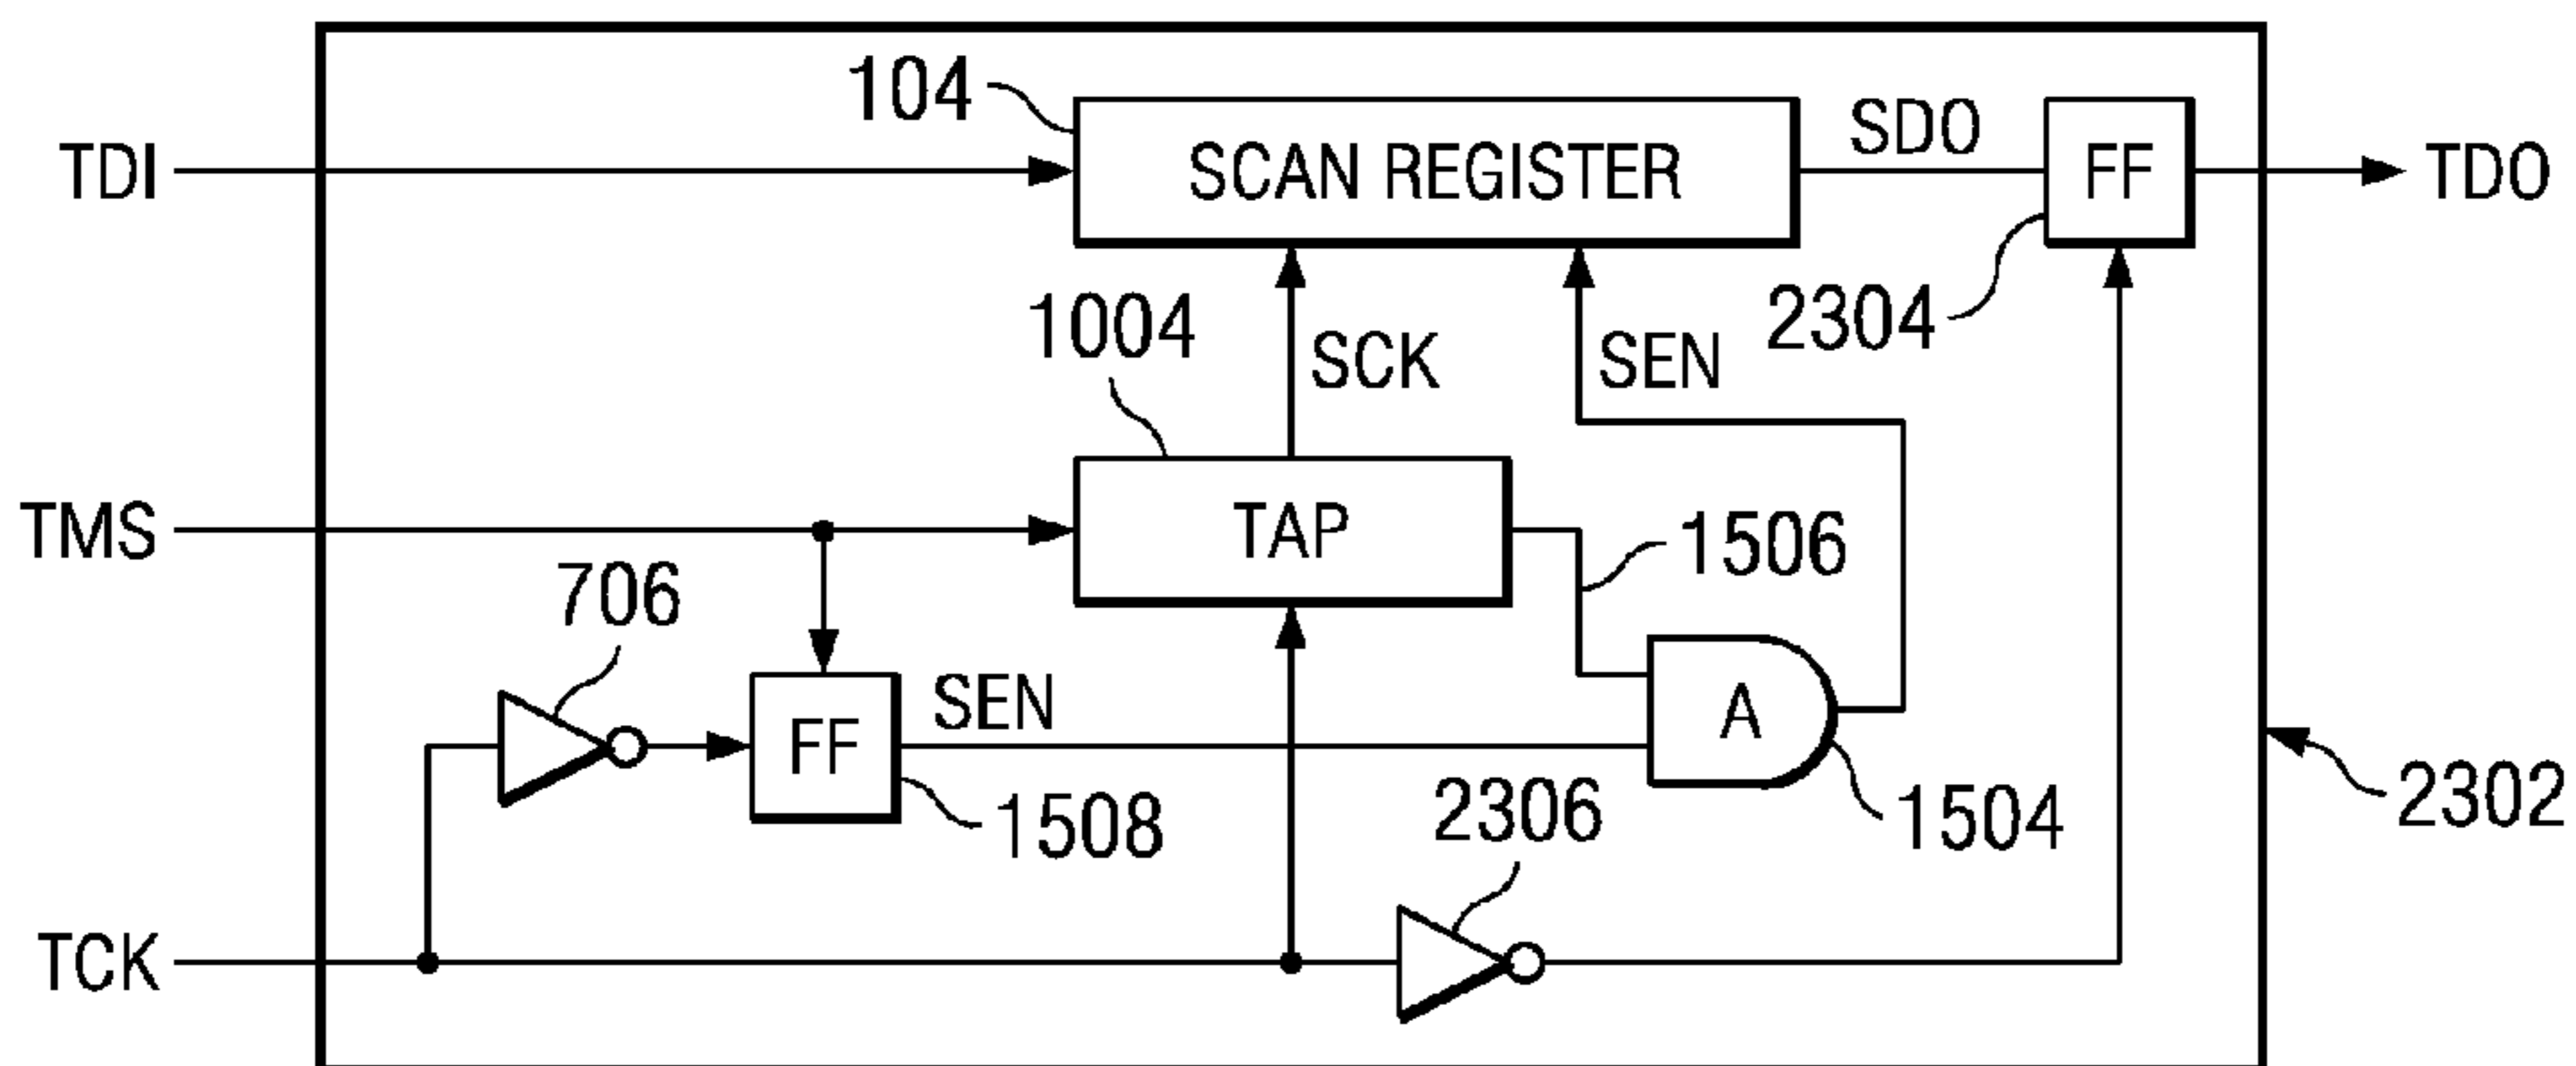 104
TDI
SCAN REGISTER
SDO
FF
TDO
2304
1004
SCK
SEN
TMS
TAP
1506
706
FF
SEN
1508
A
1504
2302
2306
TCK